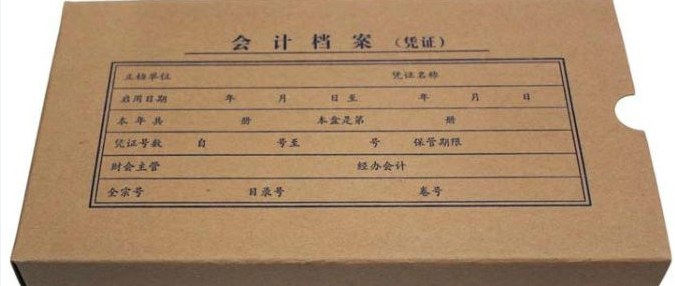 会计档案（凭证）
立档单位 凭证名称
启用日期 年 月 日至 年 月 日
本年共 册 本盒是第 册
凭证号数 自 号至 号 保管期限
财会主管 经办会计
全宗号 目录号 卷号